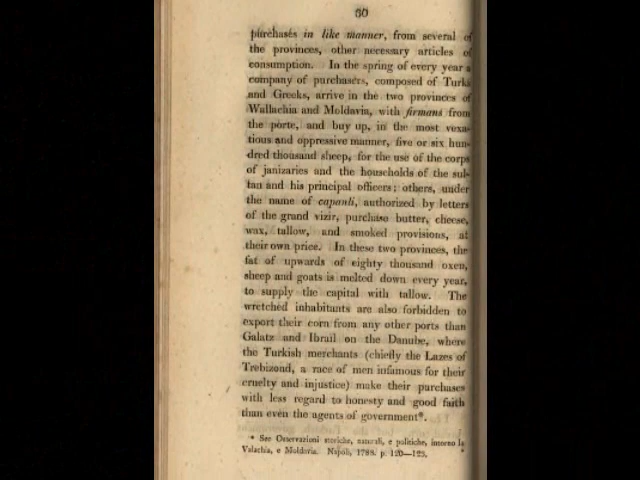 60
purchases in like manner, from several of
the provinces, other necessary articles of
consumption. In the spring of every year a
company of purchasers, composed of Turks
and Greeks, arrive in the two provinces of
Wallachia and Moldavia, with firmans from
the porte, and buy up, in the most vexa-
tious and oppressive manner, five or six hun-
dred thousand sheep, for the use of the corps
of janizaries and the households of the sul-
tan and his principal officers; others, under
the name of capanli, authorized by letters
of the grand vizir, purchase butter, cheese,
wax, tallow, and smoked provisions, at
their own price. In these two provinces, the
fat of upwards of eighty thousand oxen,
sheep and goats is melted down every year,
to supply the capital with tallow. The
wretched inhabitants are also forbidden to
export their corn from any other ports than
Galatz and Ibrail on the Danube, where
the Turkish merchants (chiefly the Lazes of
Trebizond, a race of men infamous for their
cruelty and injustice) make their purchases
with less regard to honesty and good faith
than even the agents of government*.
* See Osservazioni storiche, naturali, e politiche, intorno la
Valachia, e Moldavia. Napoli, 1788. p. 120—123.